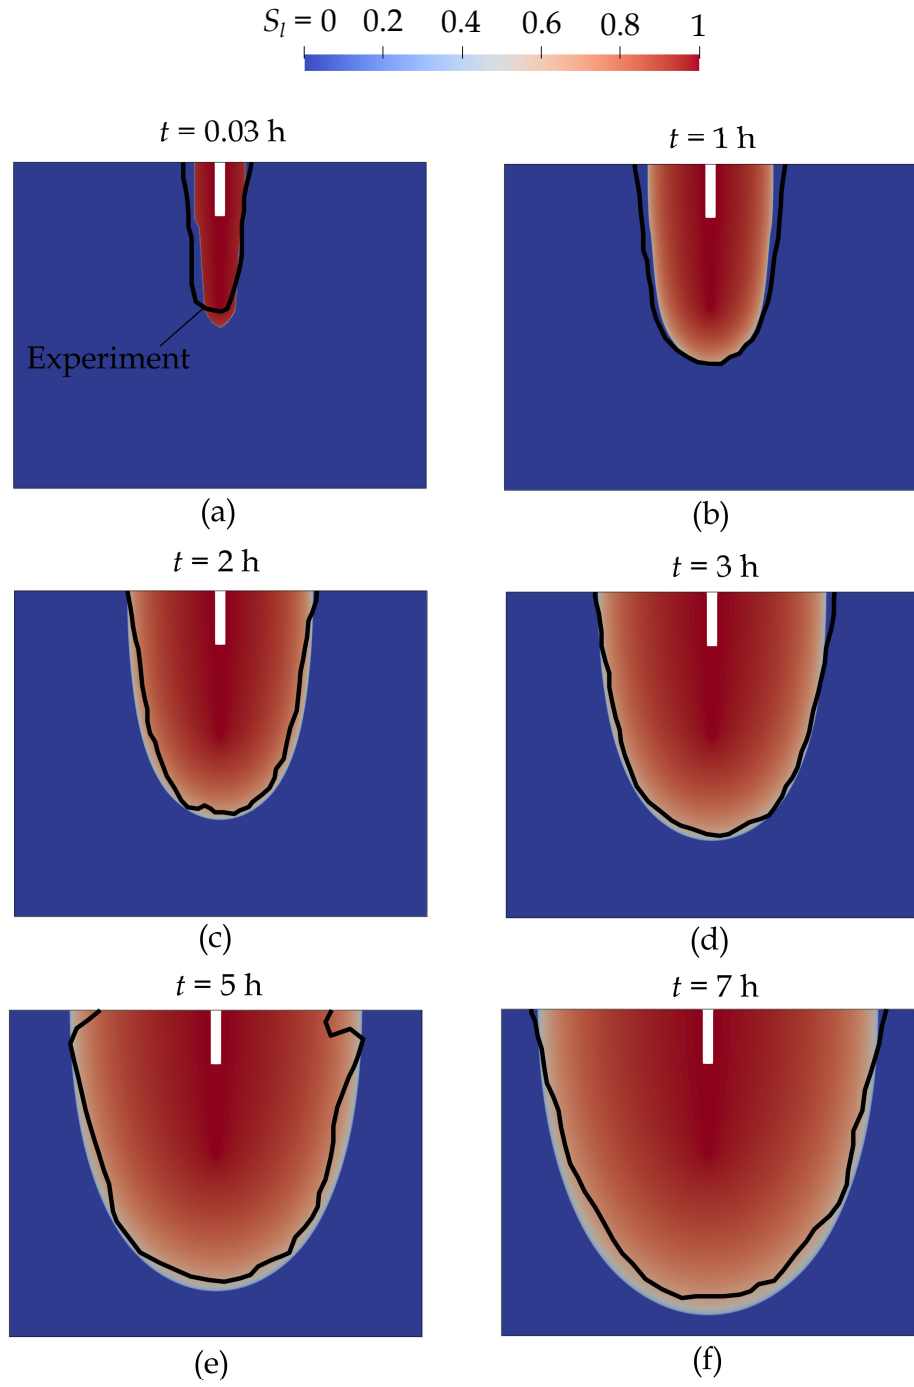 S_l = 0 0.2 0.4 0.6 0.8 1
t = 0.03 h
t = 1 h
Experiment
(a)
(b)
t = 2 h
t = 3 h
(c)
(d)
t = 5 h
t = 7 h
(e)
(f)